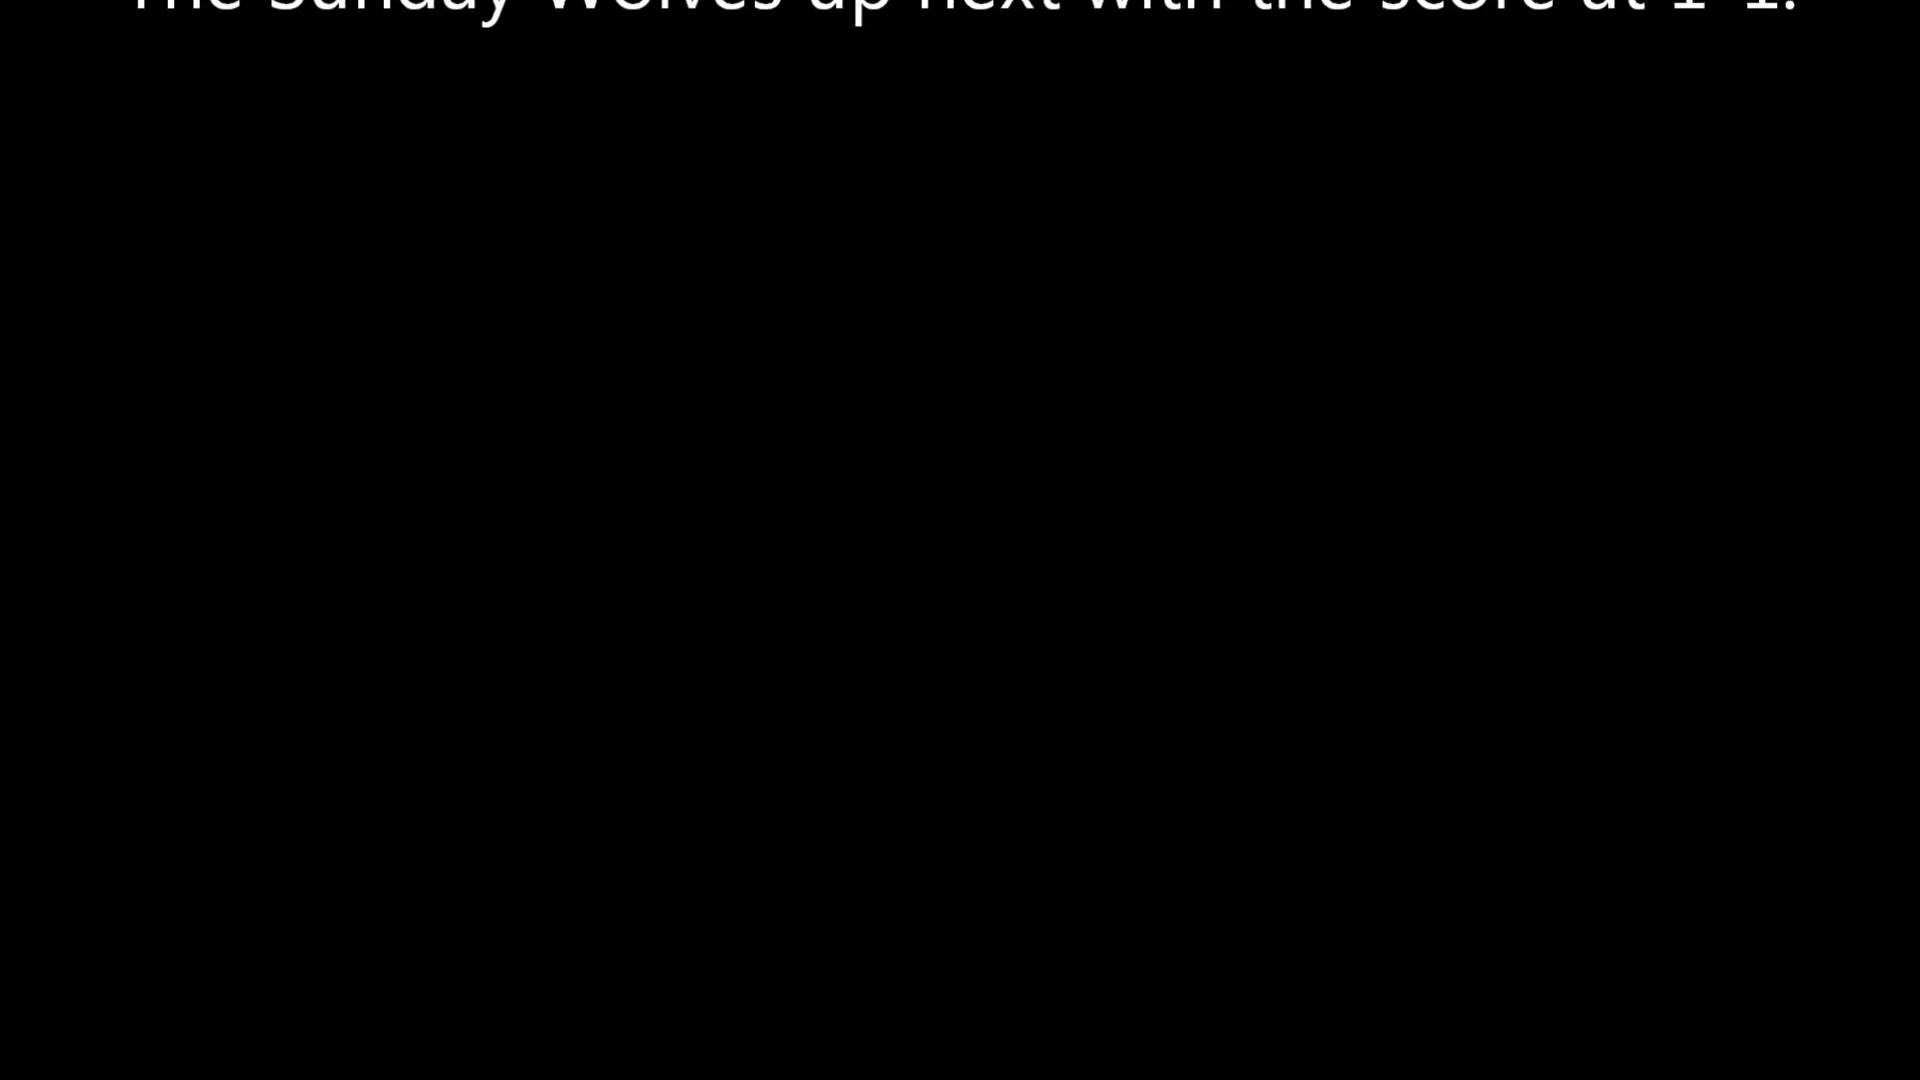 The Sunday Wolves up next with the score at 1-1.